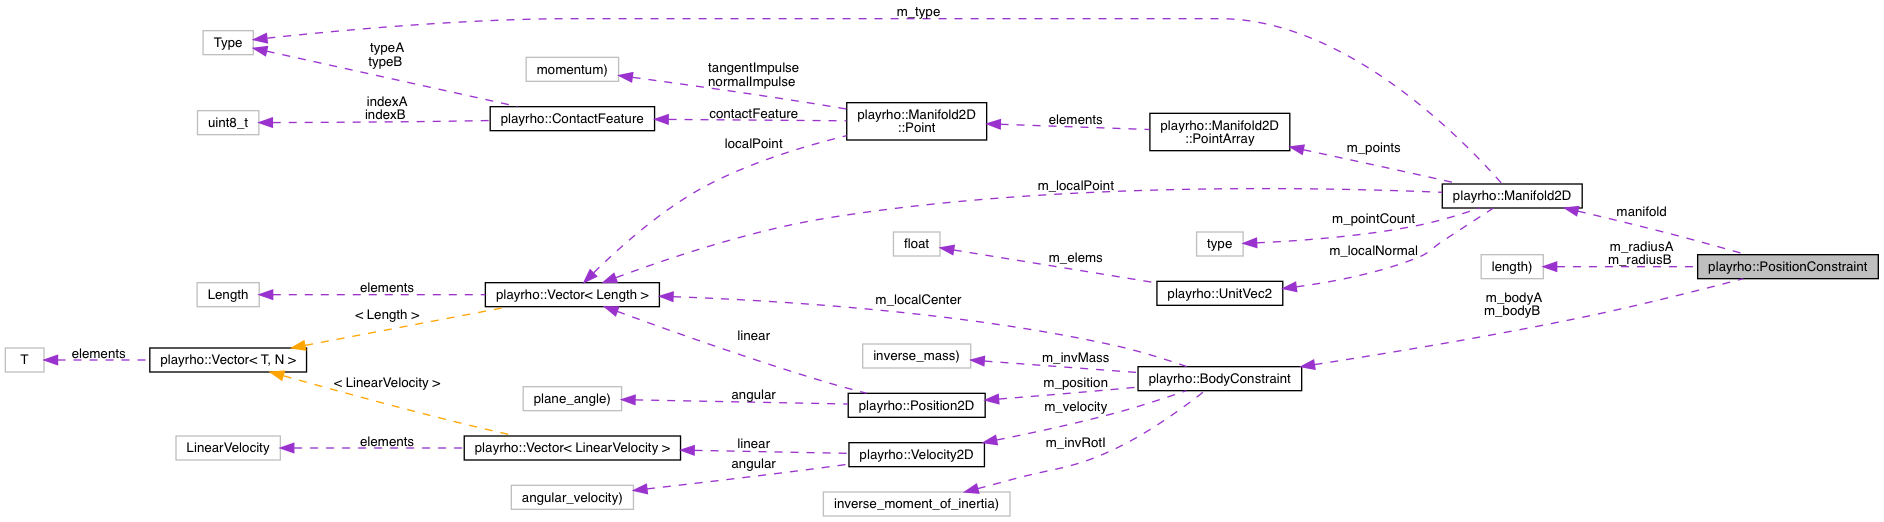 m_type
Type
typeA
typeB
momentum)
tangentImpulse
normalImpulse
indexA
indexB
uint8_t
playrho::ContactFeature
contactFeature
playrho::Manifold2D
::Point
elements
playrho::Manifold2D
::PointArray
localPoint
m_points
m_localPoint
playrho::Manifold2D
manifold
m_pointCount
type
float
m_elems
m_localNormal
m_radiusA
m_radiusB
length)
playrho::PositionConstraint
playrho::UnitVec2
Length
elements
playrho::Vector< Length >
m_localCenter
m_bodyA
m_bodyB
< Length >
linear
T
elements
playrho::Vector< T, N >
inverse_mass)
m_invMass
playrho::BodyConstraint
< LinearVelocity >
m_position
plane_angle)
angular
playrho::Position2D
m_velocity
LinearVelocity
elements
playrho::Vector< LinearVelocity >
linear
playrho::Velocity2D
m_invRotI
angular
angular_velocity)
inverse_moment_of_inertia)